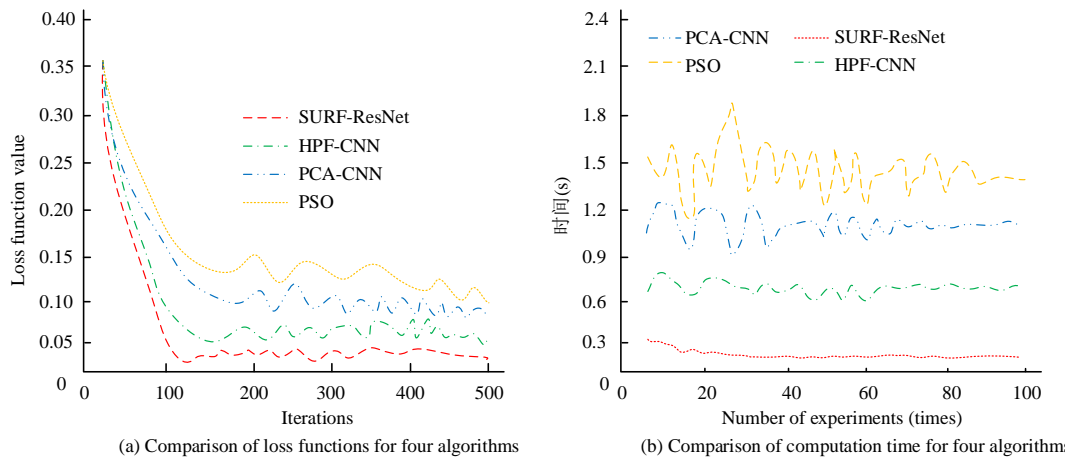 0.40
0.35
0.30
0.25
0.20
0.15
0.10
0.05
0
Loss function value
SURF-ResNet
HPF-CNN
PCA-CNN
PSO
0 100 200 300 400 500
Iterations
(a) Comparison of loss functions for four algorithms
2.4
2.1
1.8
1.5
1.2
0.9
0.6
0.3
0
时间(s)
PCA-CNN SURF-ResNet
PSO HPF-CNN
0 20 40 60 80 100
Number of experiments (times)
(b) Comparison of computation time for four algorithms